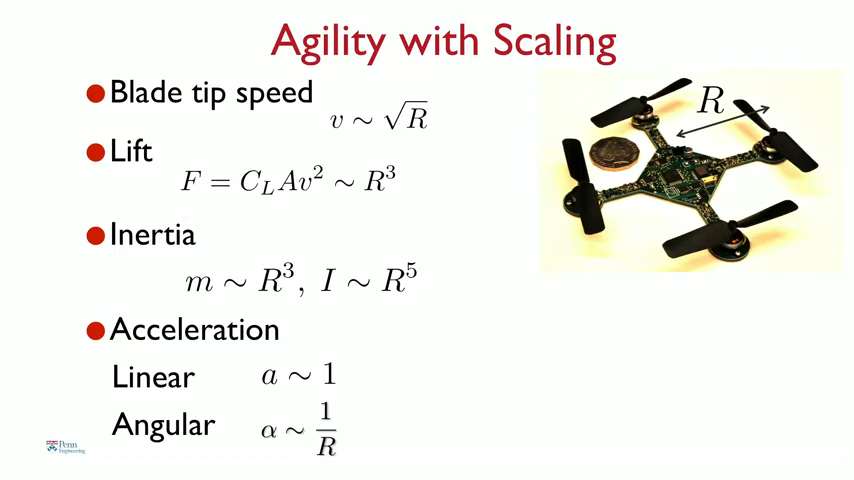 Agility with Scaling
Blade tip speed
v ∼ √R
Lift
F = C_L Av² ∼ R³
Inertia
m ∼ R³, I ∼ R⁵
Acceleration
Linear a ∼ 1
Angular α ∼ 1/R
R
Penn
Engineering